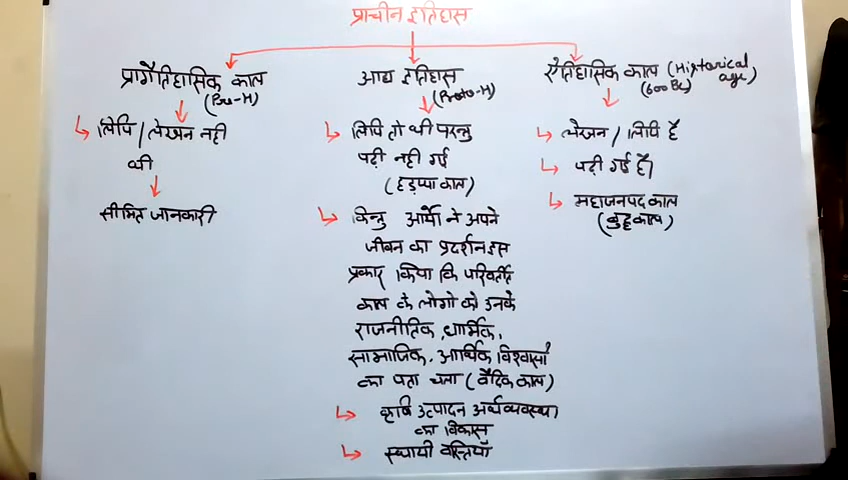 प्राचीन इतिहास
प्रागैतिहासिक काल
(Pre-H)
लिपि / लेखन नही
थी
सीमित जानकारी
आद्य इतिहास
(Proto-H)
लिपि तो थी परन्तु
पढ़ी नही गई
(हड़प्पा काल)
किन्तु आर्यो ने अपने
जीवन का प्रदर्शन इस
प्रकार किया कि परिवर्तीत
काल के लोगो को उनके
राजनीतिक, धार्मिक,
सामाजिक, आर्थिक विश्वासों
का पता चला (वैदिक काल)
कृषि उत्पादन अर्थव्यवस्था
का विकास
स्थायी बस्तियाँ
ऐतिहासिक काल (Historical
age)
(600 BC)
लेखन / लिपि है
पढ़ी गई है।
महाजनपद काल
(बुद्ध काल)